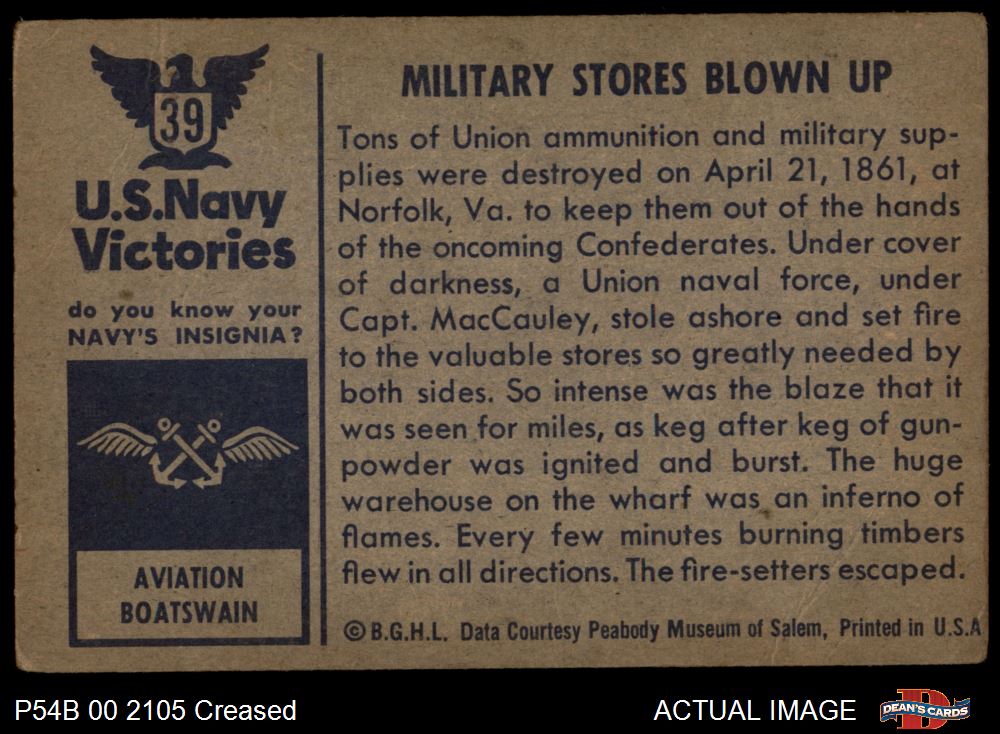 39
U.S.Navy
Victories
do you know your
NAVY'S INSIGNIA?
AVIATION
BOATSWAIN
MILITARY STORES BLOWN UP
Tons of Union ammunition and military sup-
plies were destroyed on April 21, 1861, at
Norfolk, Va. to keep them out of the hands
of the oncoming Confederates. Under cover
of darkness, a Union naval force, under
Capt. MacCauley, stole ashore and set fire
to the valuable stores so greatly needed by
both sides. So intense was the blaze that it
was seen for miles, as keg after keg of gun-
powder was ignited and burst. The huge
warehouse on the wharf was an inferno of
flames. Every few minutes burning timbers
flew in all directions. The fire-setters escaped.
© B.G.H.L. Data Courtesy Peabody Museum of Salem, Printed in U.S.A
P54B 00 2105 Creased
ACTUAL IMAGE
D
DEAN'S CARDS